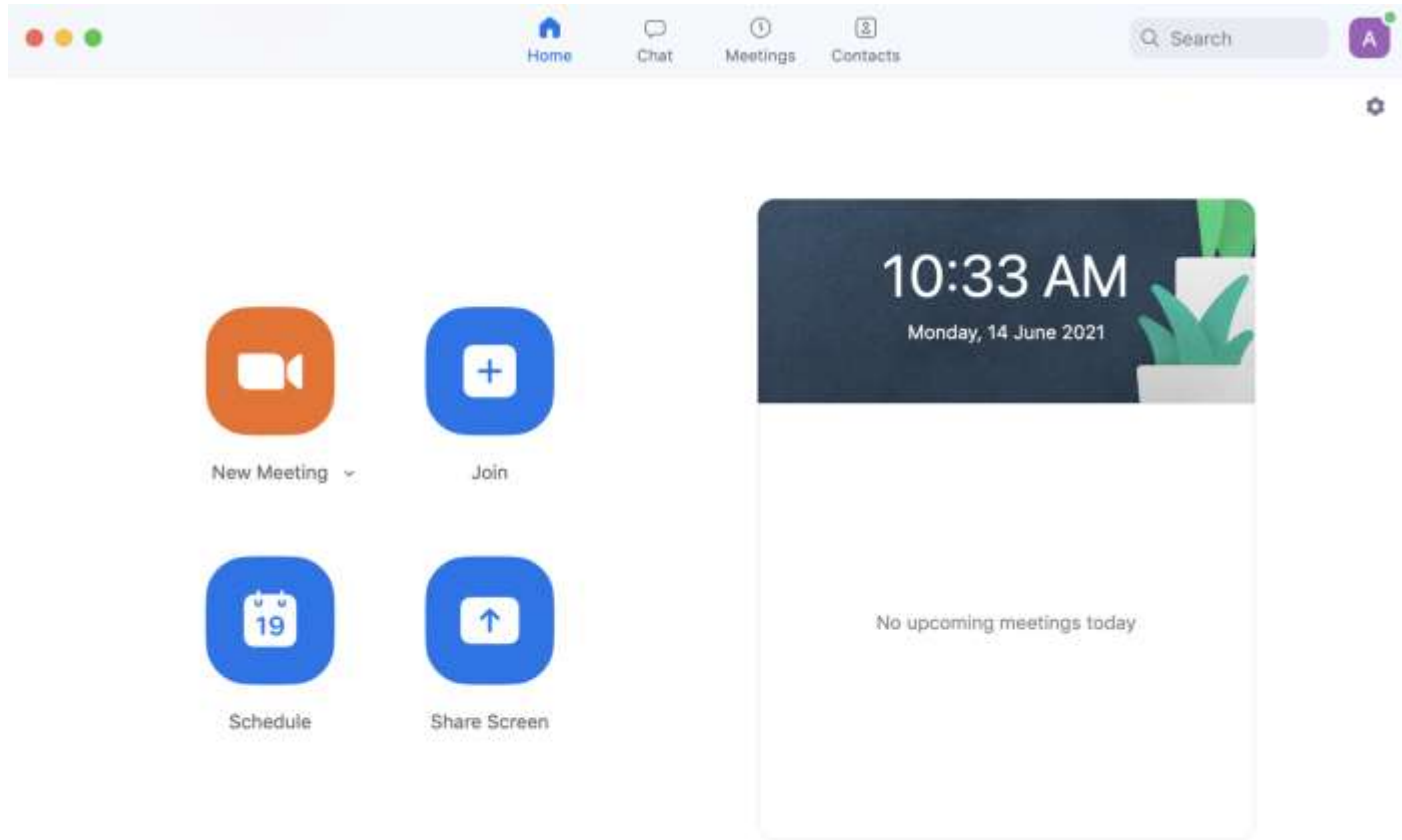 Home
Chat
Meetings
Contacts
Search
A
10:33 AM
Monday, 14 June 2021
New Meeting
Join
19
Schedule
Share Screen
No upcoming meetings today